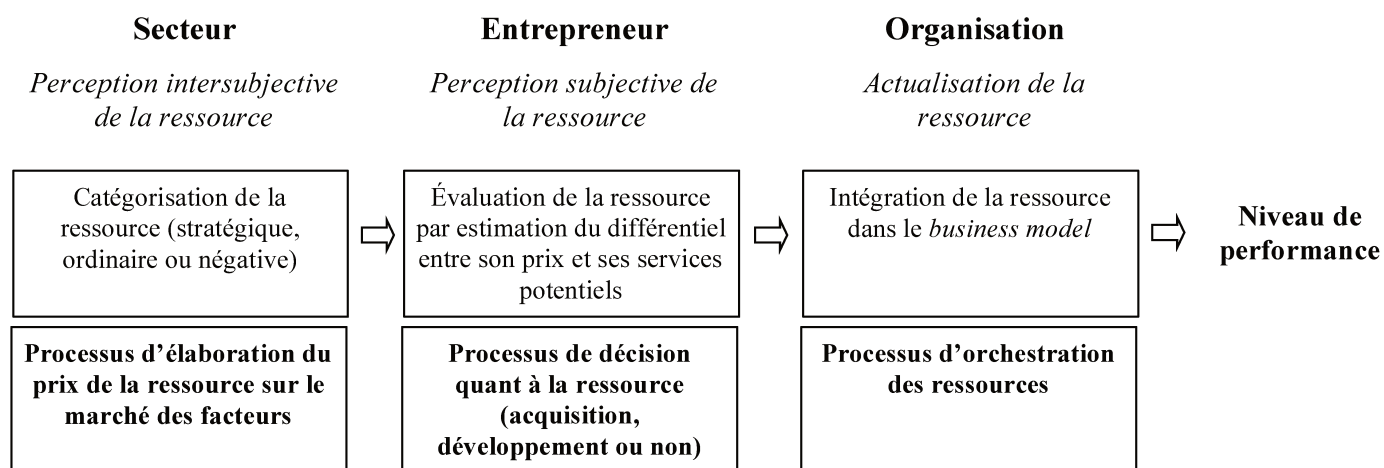 Secteur
Perception intersubjective
de la ressource
Catégorisation de la
ressource (stratégique,
ordinaire ou négative)
Processus d’élaboration du
prix de la ressource sur le
marché des facteurs
Entrepreneur
Perception subjective de
la ressource
Évaluation de la ressource
par estimation du différentiel
entre son prix et ses services
potentiels
Processus de décision
quant à la ressource
(acquisition,
développement ou non)
Organisation
Actualisation de la
ressource
Intégration de la ressource
dans le business model
Processus d’orchestration
des ressources
Niveau de
performance